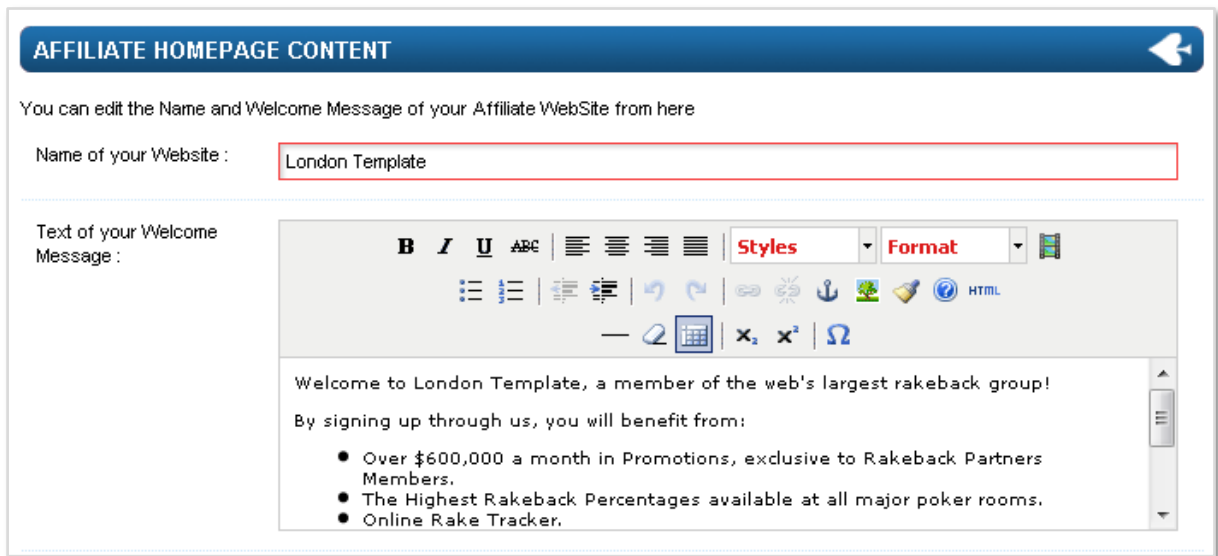 AFFILIATE HOMEPAGE CONTENT
You can edit the Name and Welcome Message of your Affiliate WebSite from here
Name of your Website :
London Template
Text of your Welcome
Message :
B I U ABC Styles Format
HTML
x₂ x² Ω
Welcome to London Template, a member of the web's largest rakeback group!
By signing up through us, you will benefit from:
● Over $600,000 a month in Promotions, exclusive to Rakeback Partners
Members.
● The Highest Rakeback Percentages available at all major poker rooms.
● Online Rake Tracker.